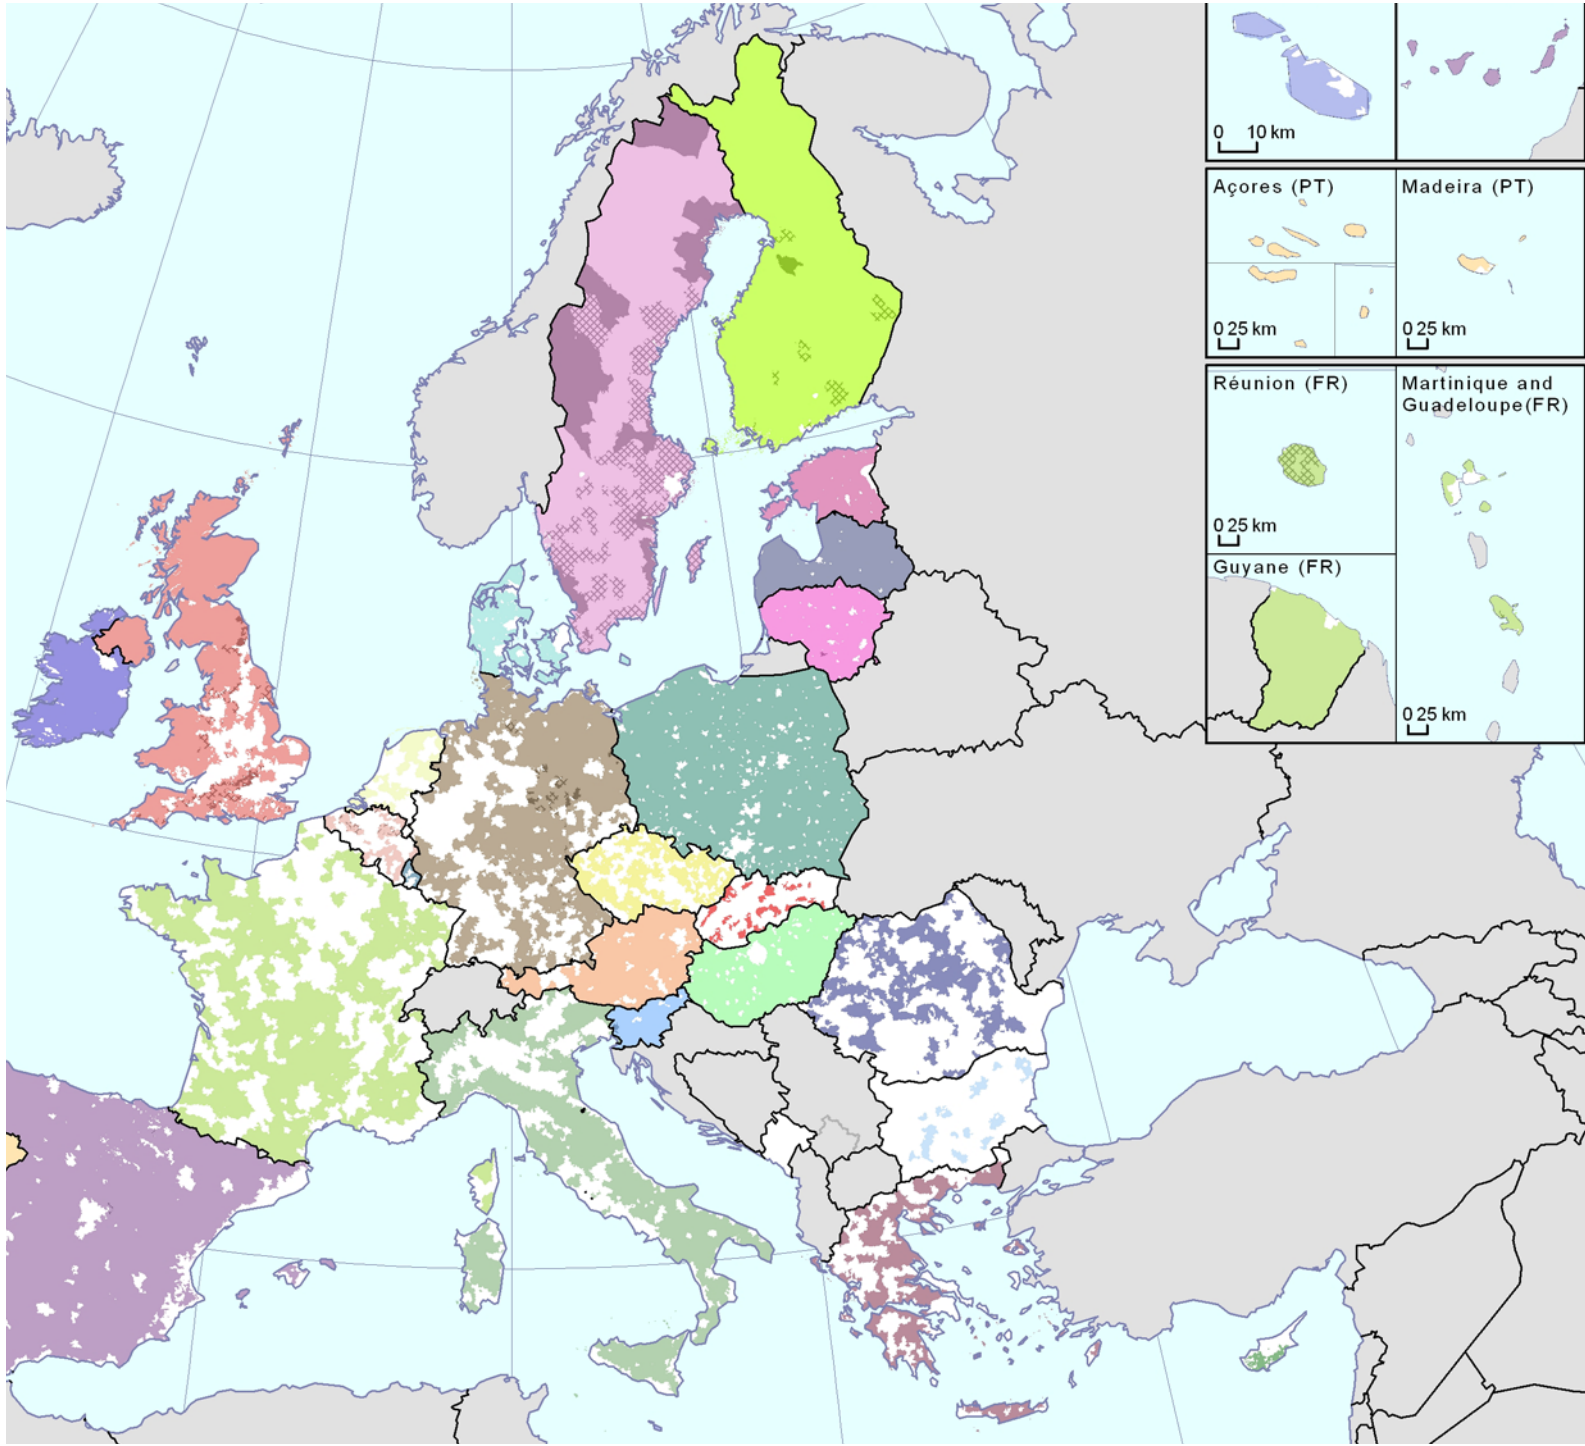 0 10 km
Açores (PT)
Madeira (PT)
0 25 km
0 25 km
Réunion (FR)
Martinique and
Guadeloupe(FR)
0 25 km
Guyane (FR)
0 25 km